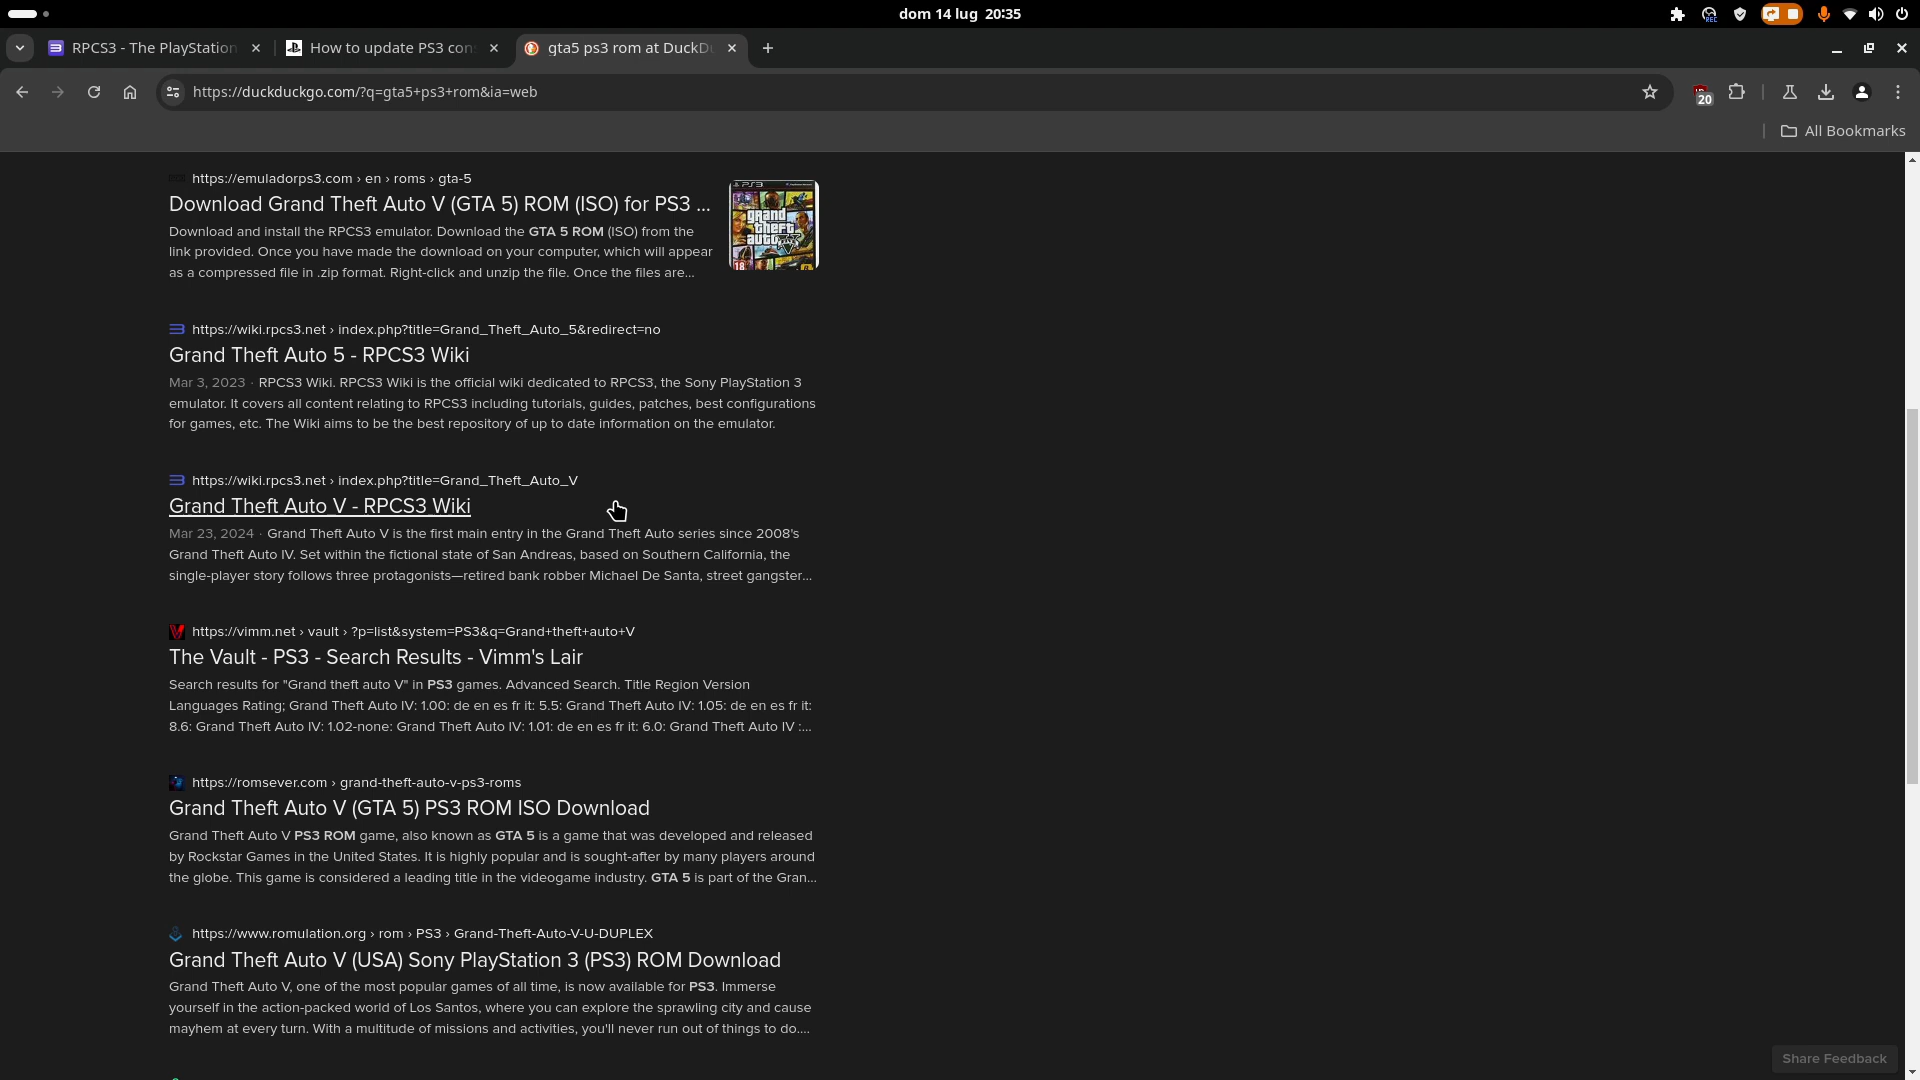 dom 14 lug 20:35
RPCS3 - The PlayStation
How to update PS3 con
gta5 ps3 rom at DuckDu
https://duckduckgo.com/?q=gta5+ps3+rom&ia=web
20
All Bookmarks
https://emuladorps3.com › en › roms › gta-5
Download Grand Theft Auto V (GTA 5) ROM (ISO) for PS3 ...
Download and install the RPCS3 emulator. Download the GTA 5 ROM (ISO) from the
link provided. Once you have made the download on your computer, which will appear
as a compressed file in .zip format. Right-click and unzip the file. Once the files are...
PS3
grand
theft
auto
18
https://wiki.rpcs3.net › index.php?title=Grand_Theft_Auto_5&redirect=no
Grand Theft Auto 5 - RPCS3 Wiki
Mar 3, 2023 · RPCS3 Wiki. RPCS3 Wiki is the official wiki dedicated to RPCS3, the Sony PlayStation 3
emulator. It covers all content relating to RPCS3 including tutorials, guides, patches, best configurations
for games, etc. The Wiki aims to be the best repository of up to date information on the emulator.
https://wiki.rpcs3.net › index.php?title=Grand_Theft_Auto_V
Grand Theft Auto V - RPCS3 Wiki
Mar 23, 2024 · Grand Theft Auto V is the first main entry in the Grand Theft Auto series since 2008's
Grand Theft Auto IV. Set within the fictional state of San Andreas, based on Southern California, the
single-player story follows three protagonists—retired bank robber Michael De Santa, street gangster...
https://vimm.net › vault › ?p=list&system=PS3&q=Grand+theft+auto+V
The Vault - PS3 - Search Results - Vimm's Lair
Search results for "Grand theft auto V" in PS3 games. Advanced Search. Title Region Version
Languages Rating; Grand Theft Auto IV: 1.00: de en es fr it: 5.5: Grand Theft Auto IV: 1.05: de en es fr it:
8.6: Grand Theft Auto IV: 1.02-none: Grand Theft Auto IV: 1.01: de en es fr it: 6.0: Grand Theft Auto IV :...
https://romsever.com › grand-theft-auto-v-ps3-roms
Grand Theft Auto V (GTA 5) PS3 ROM ISO Download
Grand Theft Auto V PS3 ROM game, also known as GTA 5 is a game that was developed and released
by Rockstar Games in the United States. It is highly popular and is sought-after by many players around
the globe. This game is considered a leading title in the videogame industry. GTA 5 is part of the Gran...
https://www.romulation.org › rom › PS3 › Grand-Theft-Auto-V-U-DUPLEX
Grand Theft Auto V (USA) Sony PlayStation 3 (PS3) ROM Download
Grand Theft Auto V, one of the most popular games of all time, is now available for PS3. Immerse
yourself in the action-packed world of Los Santos, where you can explore the sprawling city and cause
mayhem at every turn. With a multitude of missions and activities, you'll never run out of things to do....
Share Feedback